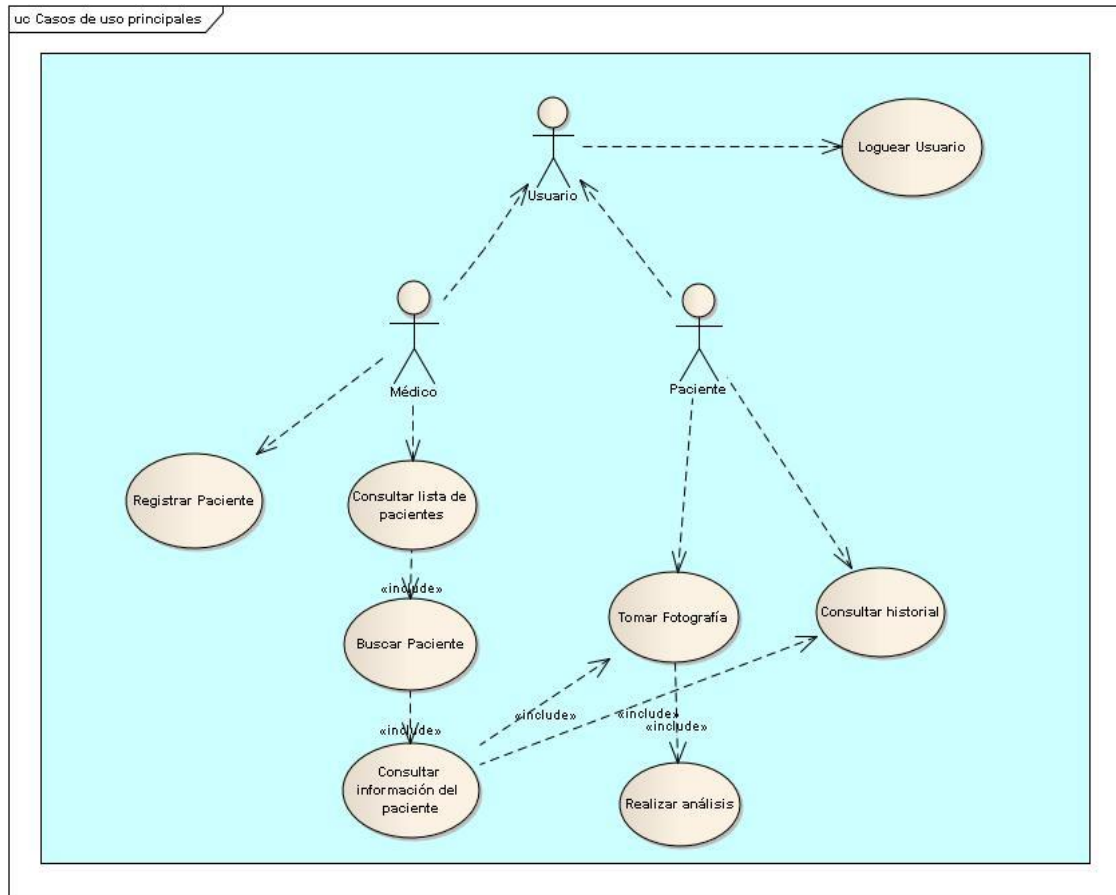 uc Casos de uso principales
Loguear Usuario
Usuario
Médico
Paciente
Registrar Paciente
Consultar lista de
pacientes
«include»
Buscar Paciente
Tomar Fotografía
Consultar historial
«include»
«include»
«include»
«include»
Consultar
información del
paciente
Realizar análisis